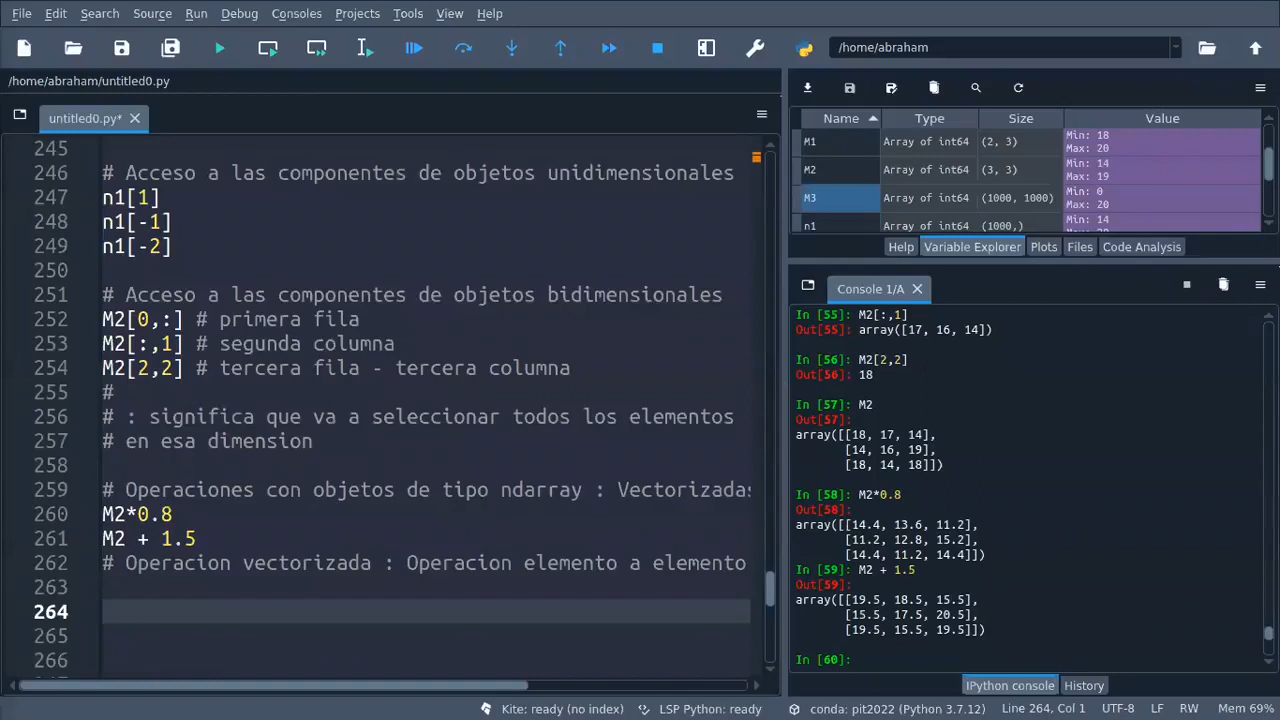 File Edit Search Source Run Debug Consoles Projects Tools View Help
/home/abraham
/home/abraham/untitled0.py
untitled0.py*
245
246 # Acceso a las componentes de objetos unidimensionales
247 n1[1]
248 n1[-1]
249 n1[-2]
250
251 # Acceso a las componentes de objetos bidimensionales
252 M2[0,:] # primera fila
253 M2[:,1] # segunda columna
254 M2[2,2] # tercera fila - tercera columna
255 #
256 # : significa que va a seleccionar todos los elementos
257 # en esa dimension
258
259 # Operaciones con objetos de tipo ndarray : Vectorizadas
260 M2*0.8
261 M2 + 1.5
262 # Operacion vectorizada : Operacion elemento a elemento
263
264
265
266
Name Type Size Value
M1 Array of int64 (2, 3) Min: 18
Max: 20
M2 Array of int64 (3, 3) Min: 14
Max: 19
M3 Array of int64 (1000, 1000) Min: 0
Max: 20
n1 Array of int64 (1000,) Min: 14
Help Variable Explorer Plots Files Code Analysis
Console 1/A
In [55]: M2[:,1]
Out[55]: array([17, 16, 14])
In [56]: M2[2,2]
Out[56]: 18
In [57]: M2
Out[57]:
array([[18, 17, 14],
[14, 16, 19],
[18, 14, 18]])
In [58]: M2*0.8
Out[58]:
array([[14.4, 13.6, 11.2],
[11.2, 12.8, 15.2],
[14.4, 11.2, 14.4]])
In [59]: M2 + 1.5
Out[59]:
array([[19.5, 18.5, 15.5],
[15.5, 17.5, 20.5],
[19.5, 15.5, 19.5]])
In [60]:
IPython console History
Kite: ready (no index) LSP Python: ready conda: pit2022 (Python 3.7.12) Line 264, Col 1 UTF-8 LF RW Mem 69%